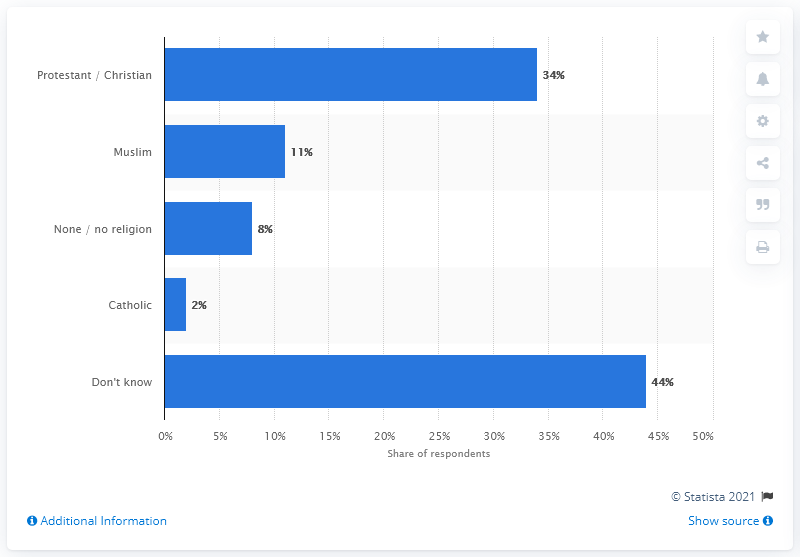 Protestant / Christian 34%
Muslim 11%
None / no religion 8%
Catholic 2%
Don't know 44%
0% 5% 10% 15% 20% 25% 30% 35% 40% 45% 50%
Share of respondents
© Statista 2021
Additional Information Show source